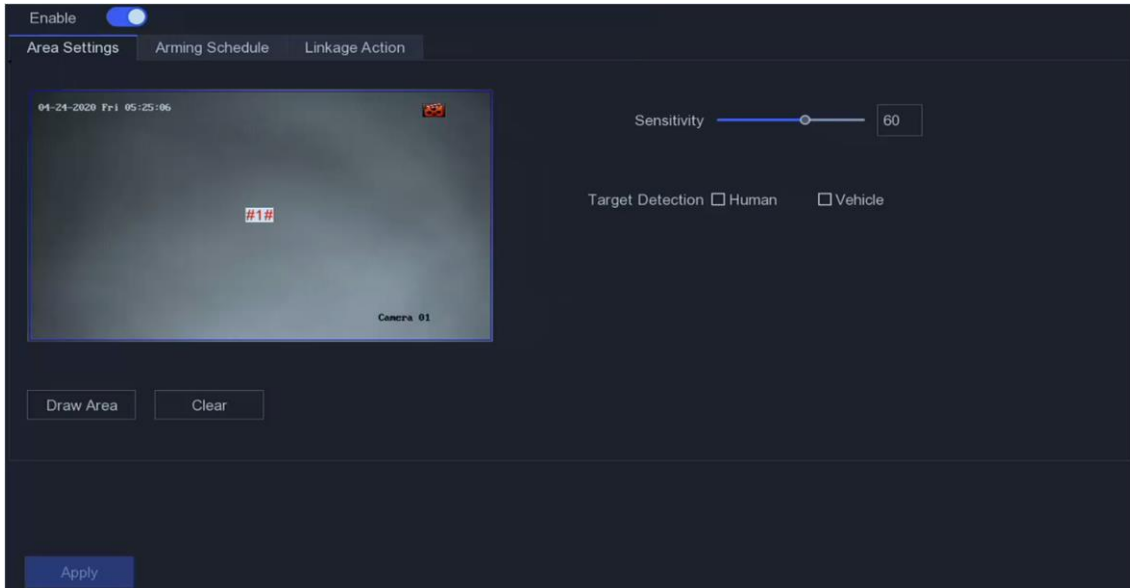 Enable
Area Settings Arming Schedule Linkage Action
04-24-2020 Fri 05:25:06
Sensitivity 60
Target Detection Human Vehicle
#1#
Camera 01
Draw Area Clear
Apply